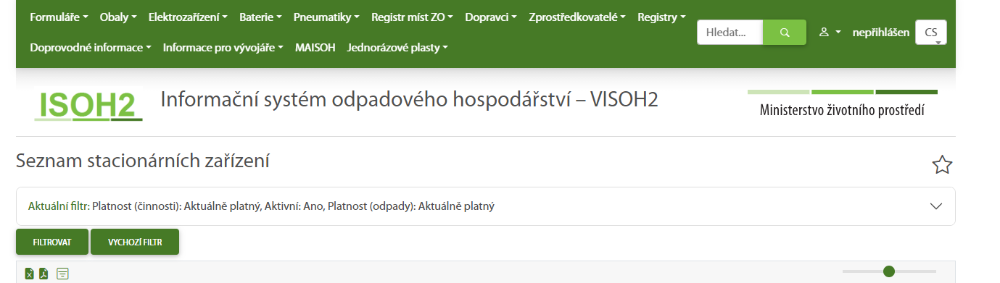 Formuláře Obaly Elektrozařízení Baterie Pneumatiky Registr míst ZO Dopravci Zprostředkovatelé Registry
Hledat... nepřihlášen CS
Doprovodné informace Informace pro vývojáře MAISOH Jednorázové plasty
ISOH2 Informační systém odpadového hospodářství – VISOH2
Ministerstvo životního prostředí
Seznam stacionárních zařízení
Aktuální filtr: Platnost (činnosti): Aktuálně platný, Aktivní: Ano, Platnost (odpady): Aktuálně platný
FILTROVAT VYCHOZÍ FILTR